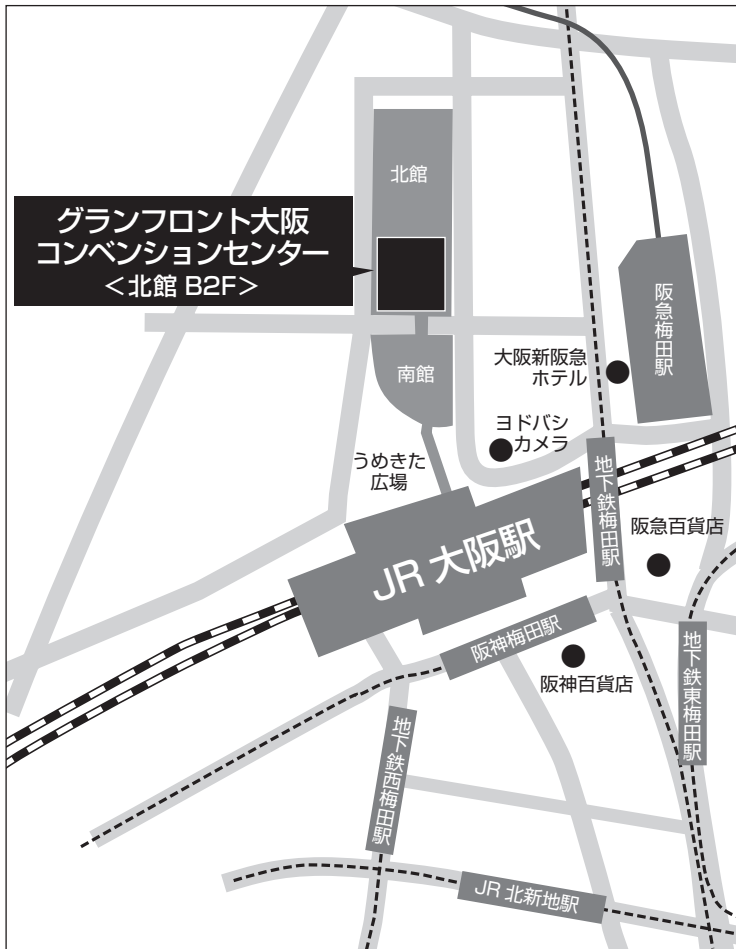 北館
グランフロント大阪
コンベンションセンター
＜北館 B2F＞
阪急梅田駅
大阪新阪急
ホテル
南館
ヨドバシ
カメラ
うめきた
広場
地下鉄梅田駅
阪急百貨店
JR 大阪駅
阪神梅田駅
阪神百貨店
地下鉄東梅田駅
地下鉄西梅田駅
JR 北新地駅